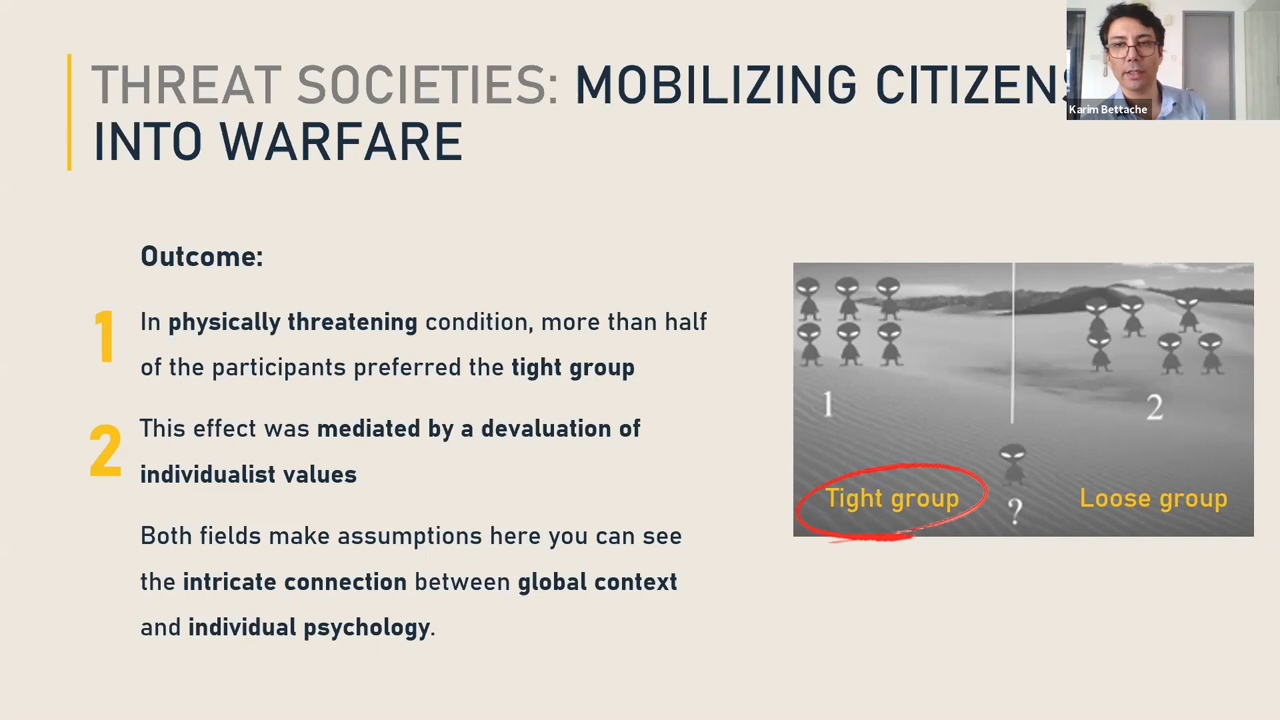 THREAT SOCIETIES: MOBILIZING CITIZENS
INTO WARFARE
Karim Bettache
Outcome:
1
In physically threatening condition, more than half
of the participants preferred the tight group
2
This effect was mediated by a devaluation of
individualist values
Both fields make assumptions here you can see
the intricate connection between global context
and individual psychology.
1
2
Tight group
?
Loose group